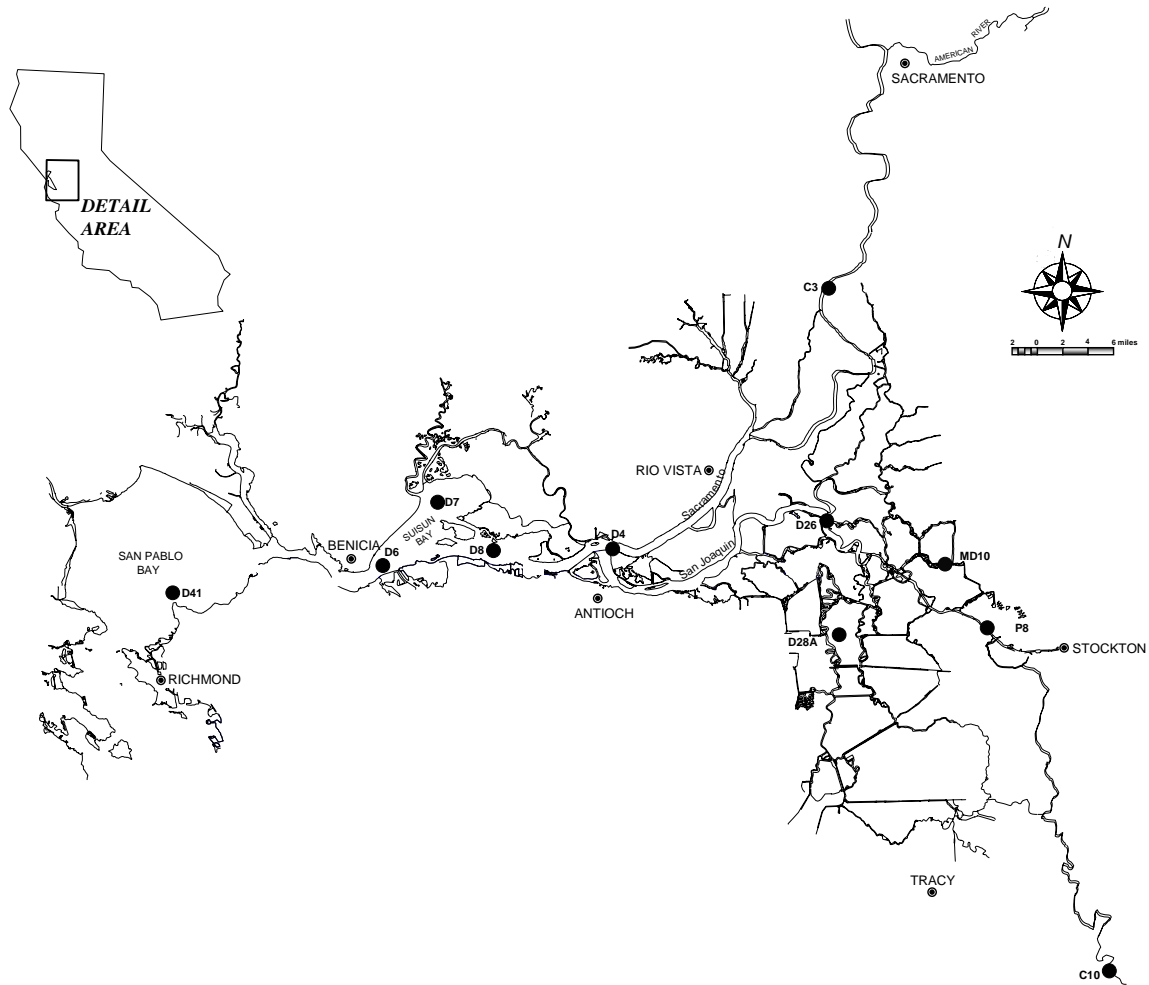 AMERICAN RIVER
SACRAMENTO
DETAIL
AREA
N
C3
2 0 2 4 6 miles
RIO VISTA
Sacramento
D7
SUISUN
BAY
D26
D4
BENICIA
D8
D6
San Joaquin
SAN PABLO
BAY
MD10
D41
ANTIOCH
P8
D28A
STOCKTON
RICHMOND
TRACY
C10